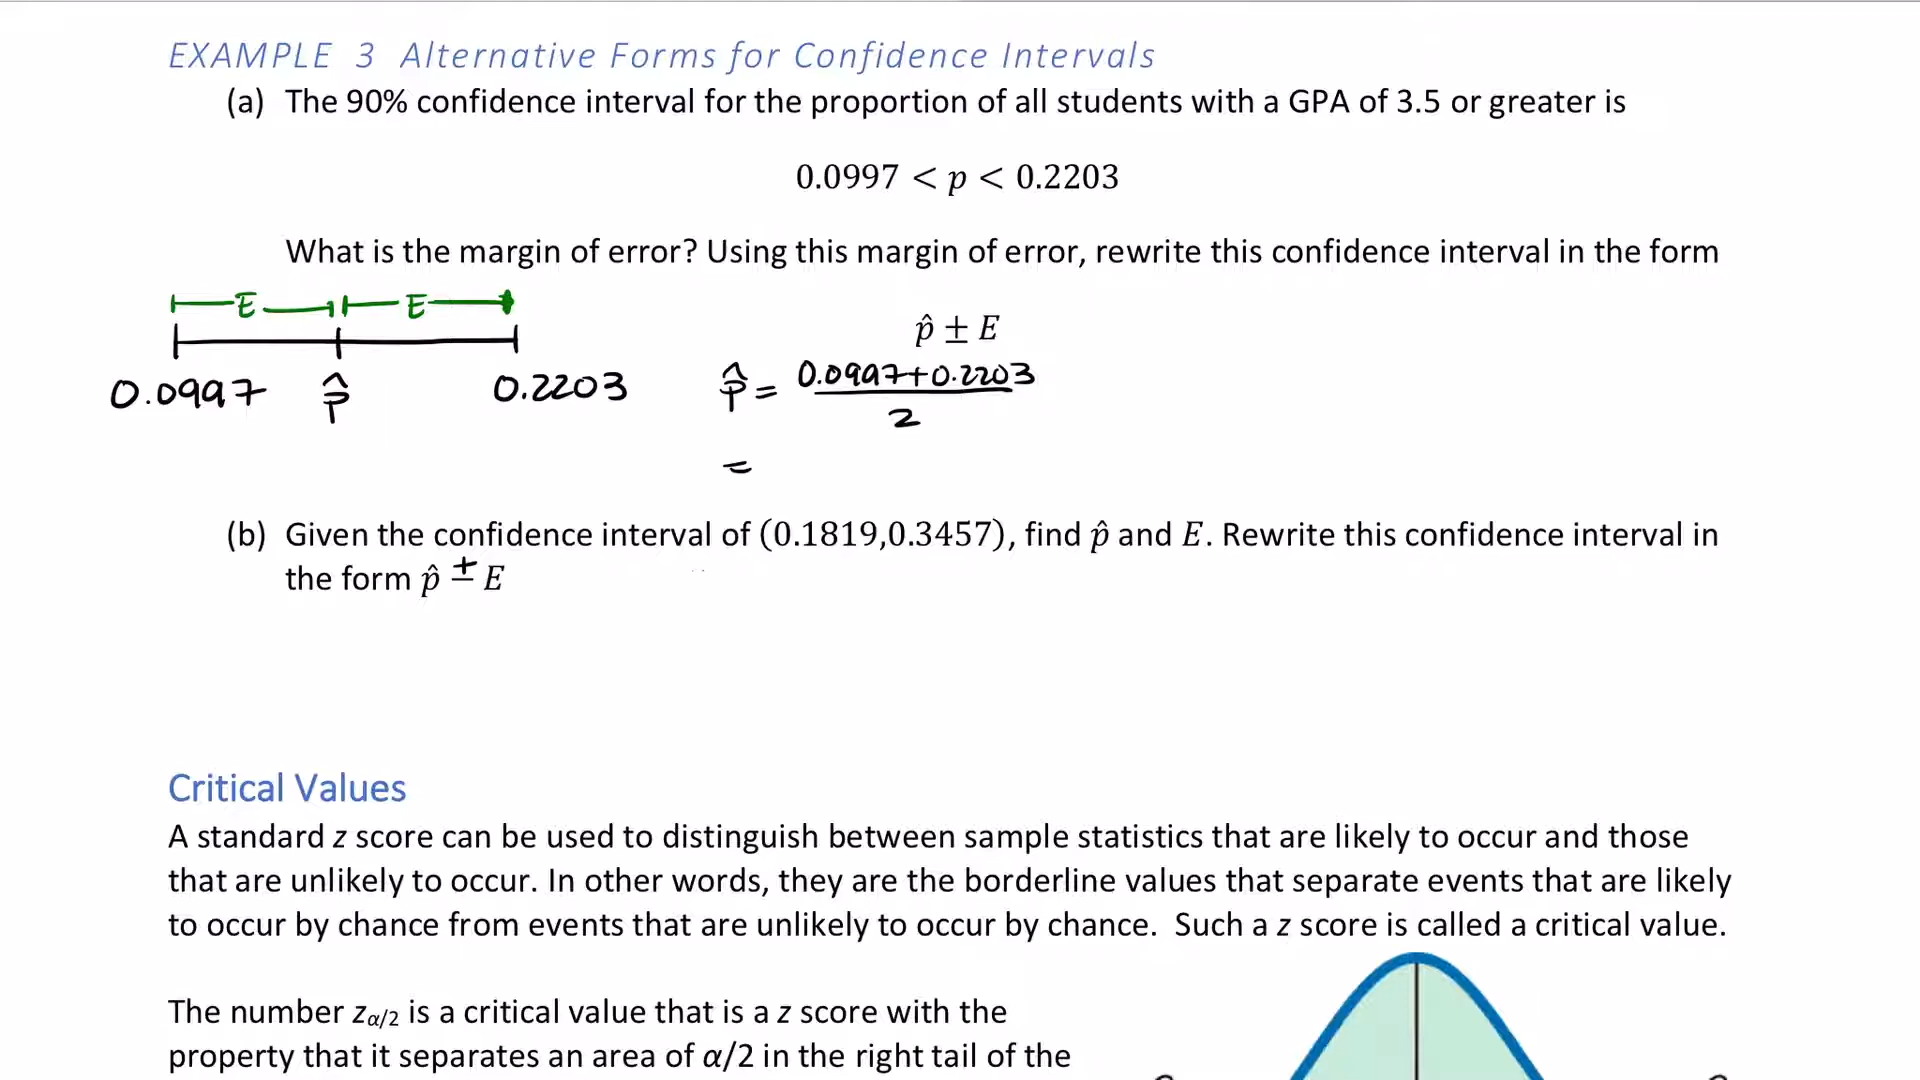 EXAMPLE 3 Alternative Forms for Confidence Intervals
(a) The 90% confidence interval for the proportion of all students with a GPA of 3.5 or greater is
0.0997 < p < 0.2203
What is the margin of error? Using this margin of error, rewrite this confidence interval in the form
E E
p̂ ± E
0.0997 p̂ 0.2203 p̂ = 0.0997+0.2203
2
=
(b) Given the confidence interval of (0.1819,0.3457), find p̂ and E. Rewrite this confidence interval in
the form p̂ ± E
Critical Values
A standard z score can be used to distinguish between sample statistics that are likely to occur and those
that are unlikely to occur. In other words, they are the borderline values that separate events that are likely
to occur by chance from events that are unlikely to occur by chance. Such a z score is called a critical value.
The number zα/2 is a critical value that is a z score with the
property that it separates an area of α/2 in the right tail of the